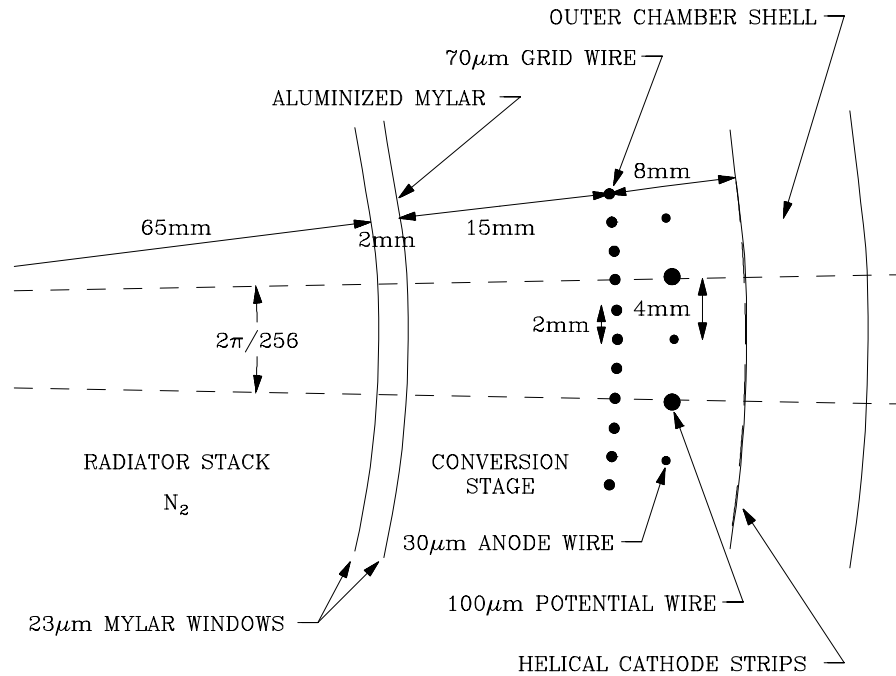 OUTER CHAMBER SHELL
70μm GRID WIRE
ALUMINIZED MYLAR
8mm
65mm
2mm
15mm
2mm
4mm
2π/256
RADIATOR STACK
N₂
CONVERSION
STAGE
30μm ANODE WIRE
100μm POTENTIAL WIRE
23μm MYLAR WINDOWS
HELICAL CATHODE STRIPS